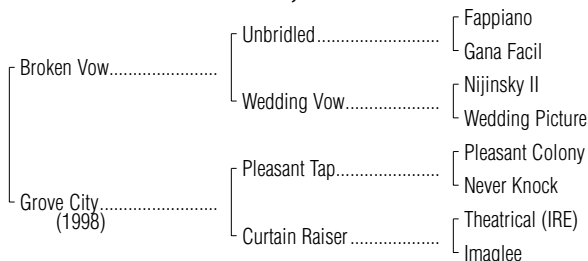 Fappiano
Unbridled
Gana Facil
Broken Vow
Nijinsky II
Wedding Vow
Wedding Picture
Pleasant Colony
Pleasant Tap
Never Knock
Grove City
(1998)
Theatrical (IRE)
Curtain Raiser
Imaglee